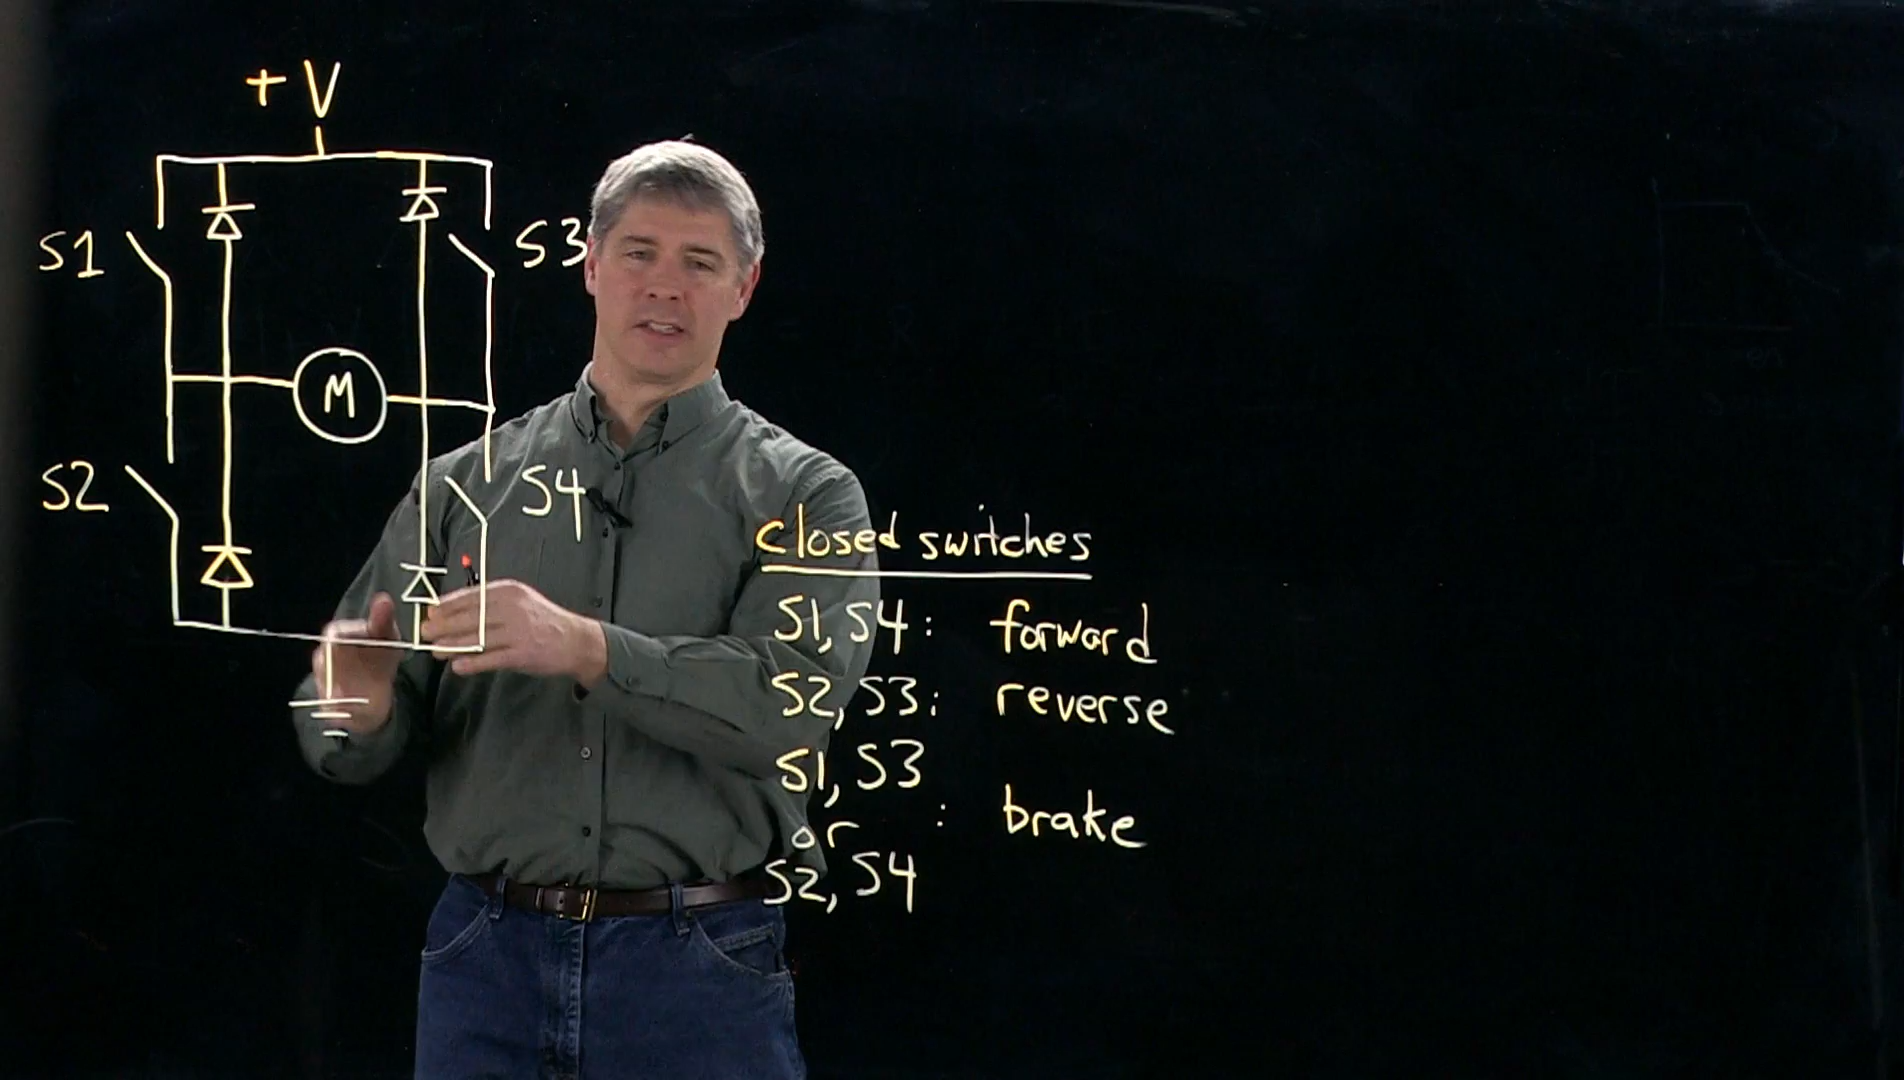 +V
S1
S3
M
S2
S4
closed switches
S1, S4: forward
S2, S3: reverse
S1, S3
or : brake
S2, S4